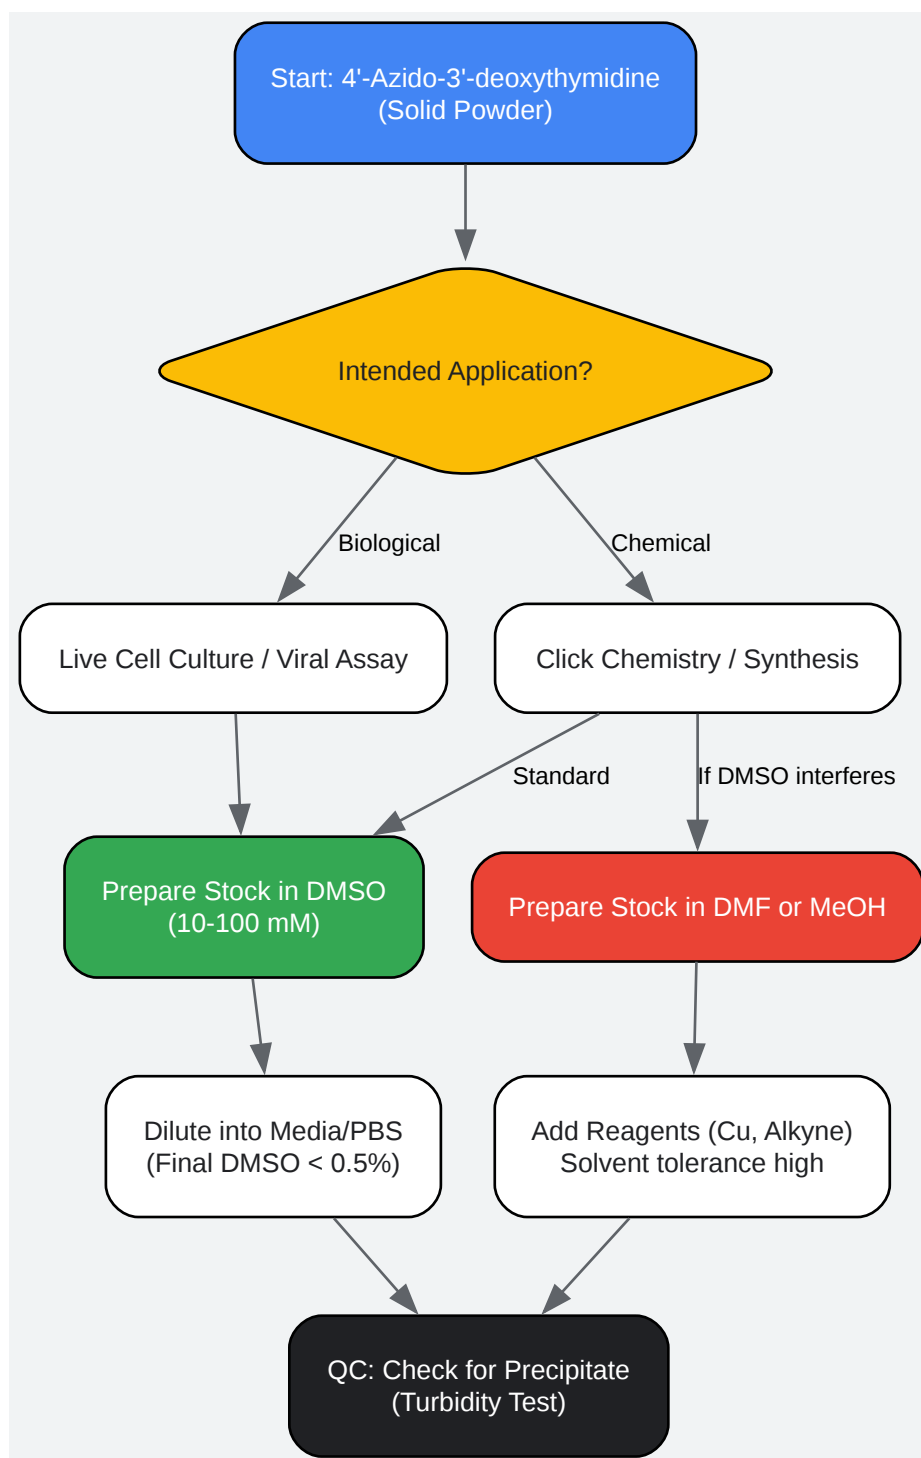 Start: 4'-Azido-3'-deoxythymidine
(Solid Powder)
Intended Application?
Biological
Chemical
Live Cell Culture / Viral Assay
Click Chemistry / Synthesis
Standard
If DMSO interferes
Prepare Stock in DMSO
(10-100 mM)
Prepare Stock in DMF or MeOH
Dilute into Media/PBS
(Final DMSO < 0.5%)
Add Reagents (Cu, Alkyne)
Solvent tolerance high
QC: Check for Precipitate
(Turbidity Test)